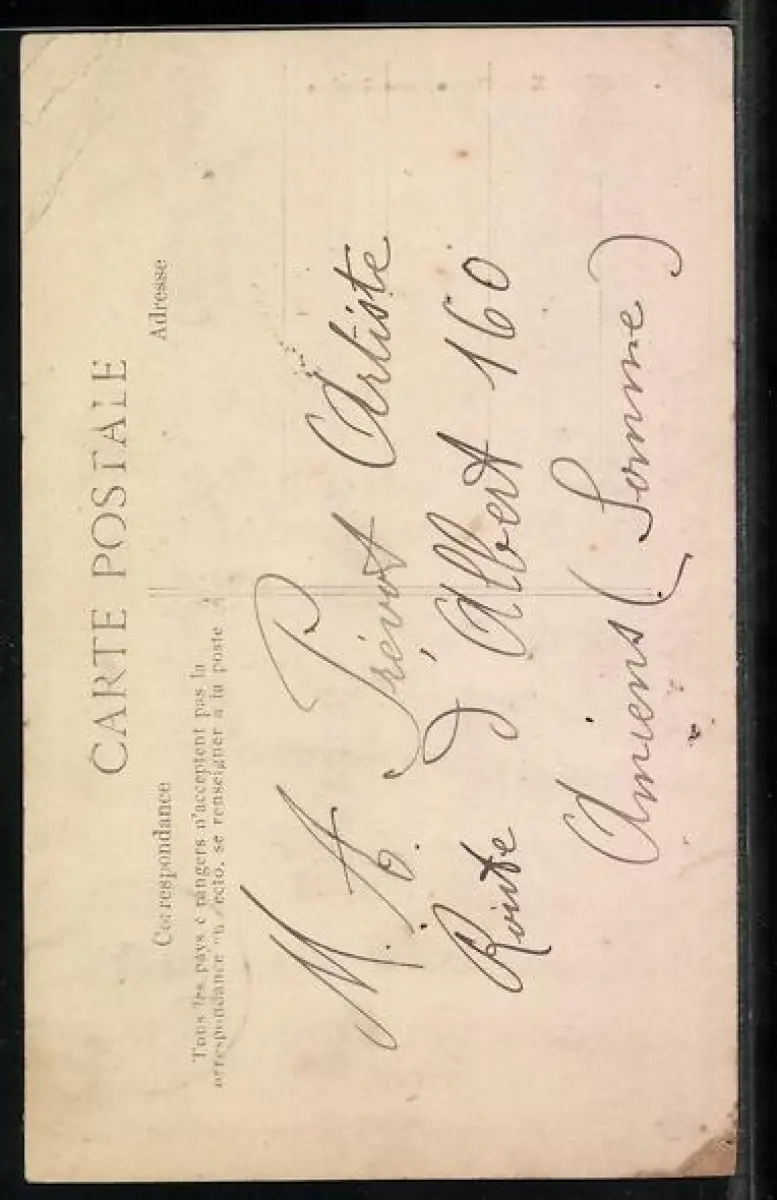 CARTE POSTALE
Correspondance
Adresse
Tous les pays étrangers n'acceptent pas la
correspondance au recto, se renseigner à la poste
M. A. Prévot Artiste
Route d'Albert 160
Amiens (Somme)